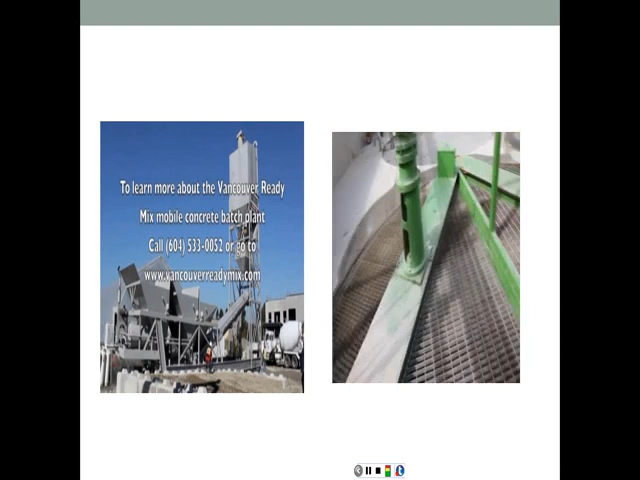 To learn more about the Vancouver Ready
Mix mobile concrete batch plant
Call (604) 533-0052 or go to
www.vancouverreadymix.com